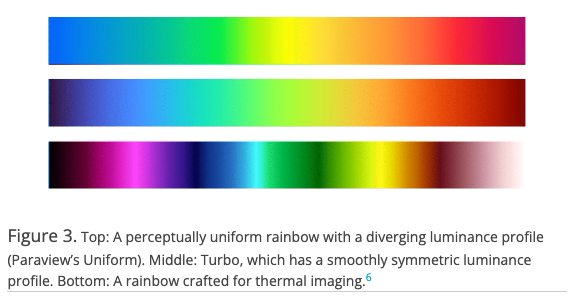 Figure 3. Top: A perceptually uniform rainbow with a diverging luminance profile
(Paraview's Uniform). Middle: Turbo, which has a smoothly symmetric luminance
profile. Bottom: A rainbow crafted for thermal imaging.6